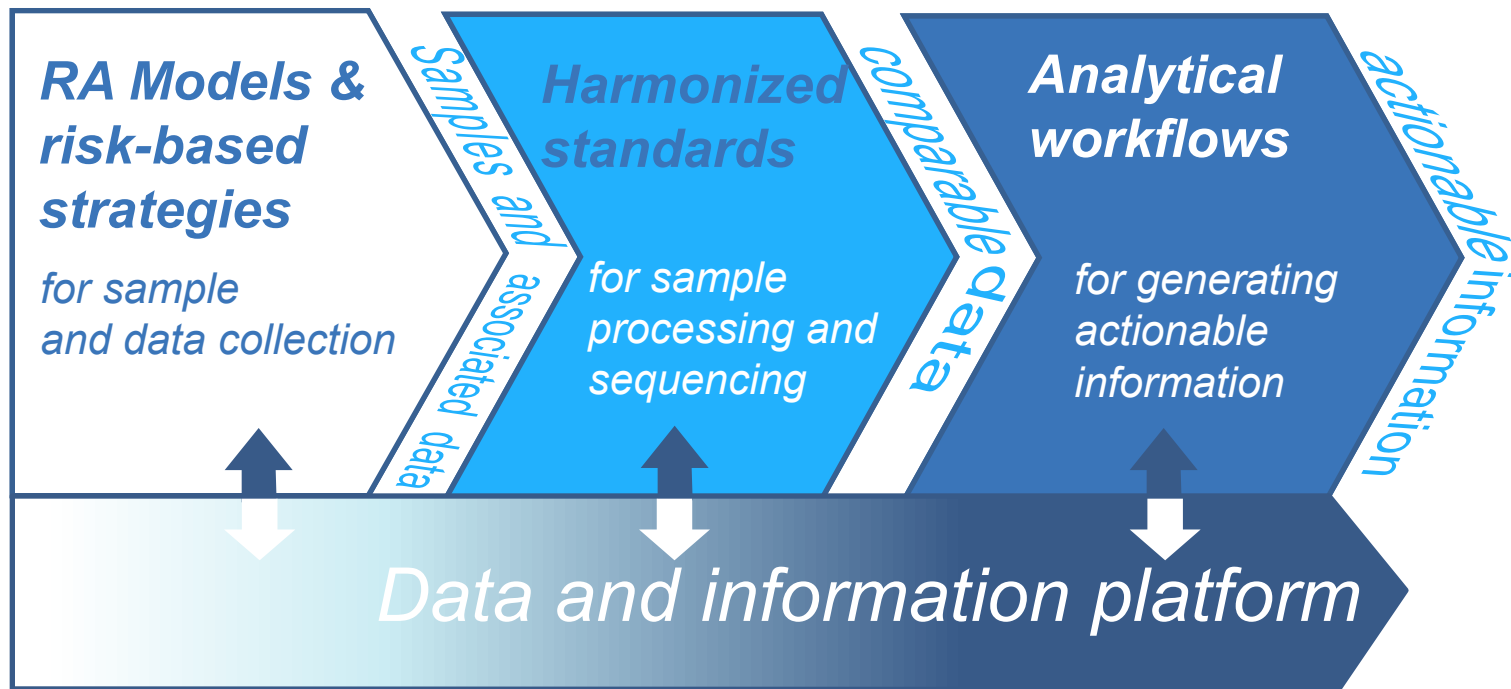 RA Models &
risk-based
strategies
for sample
and data collection
Samples and associated data
Harmonized
standards
for sample
processing and
sequencing
comparable data
Analytical
workflows
for generating
actionable
information
actionable information
Data and information platform